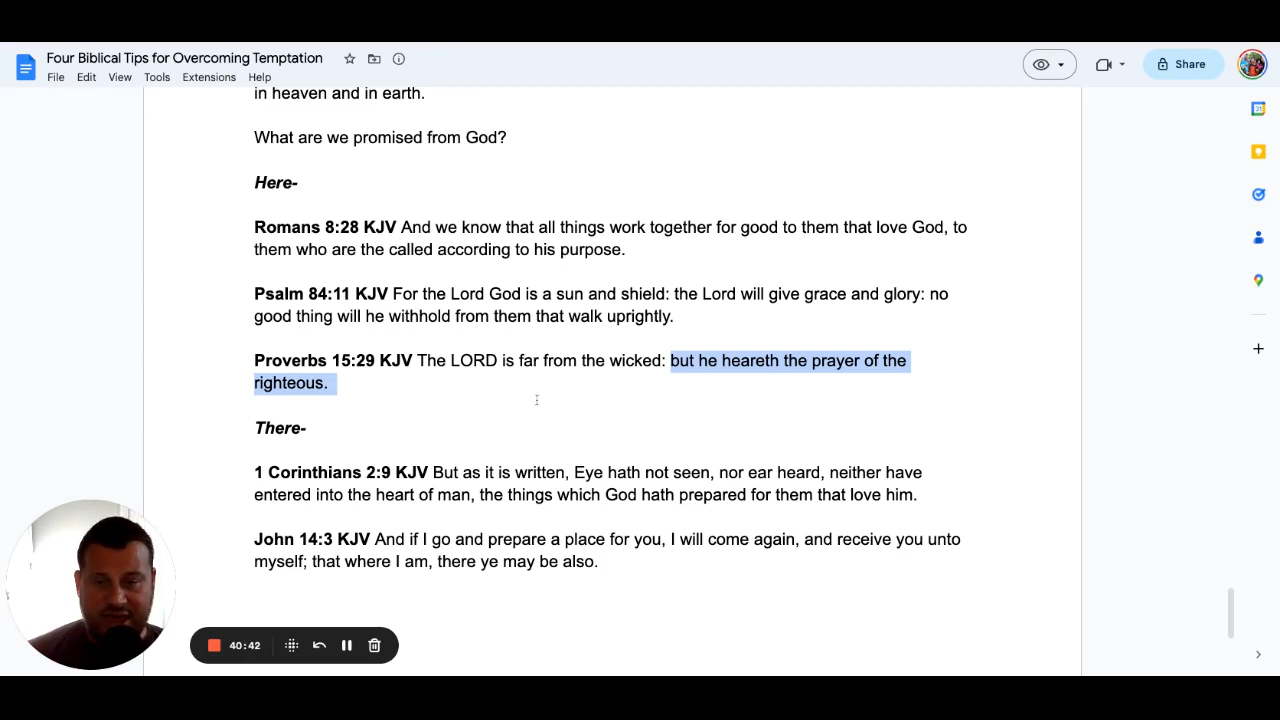 Four Biblical Tips for Overcoming Temptation
File Edit View Tools Extensions Help
Share
in heaven and in earth.
What are we promised from God?
Here-
Romans 8:28 KJV And we know that all things work together for good to them that love God, to
them who are the called according to his purpose.
Psalm 84:11 KJV For the Lord God is a sun and shield: the Lord will give grace and glory: no
good thing will he withhold from them that walk uprightly.
Proverbs 15:29 KJV The LORD is far from the wicked: but he heareth the prayer of the
righteous.
There-
1 Corinthians 2:9 KJV But as it is written, Eye hath not seen, nor ear heard, neither have
entered into the heart of man, the things which God hath prepared for them that love him.
John 14:3 KJV And if I go and prepare a place for you, I will come again, and receive you unto
myself; that where I am, there ye may be also.
40:42